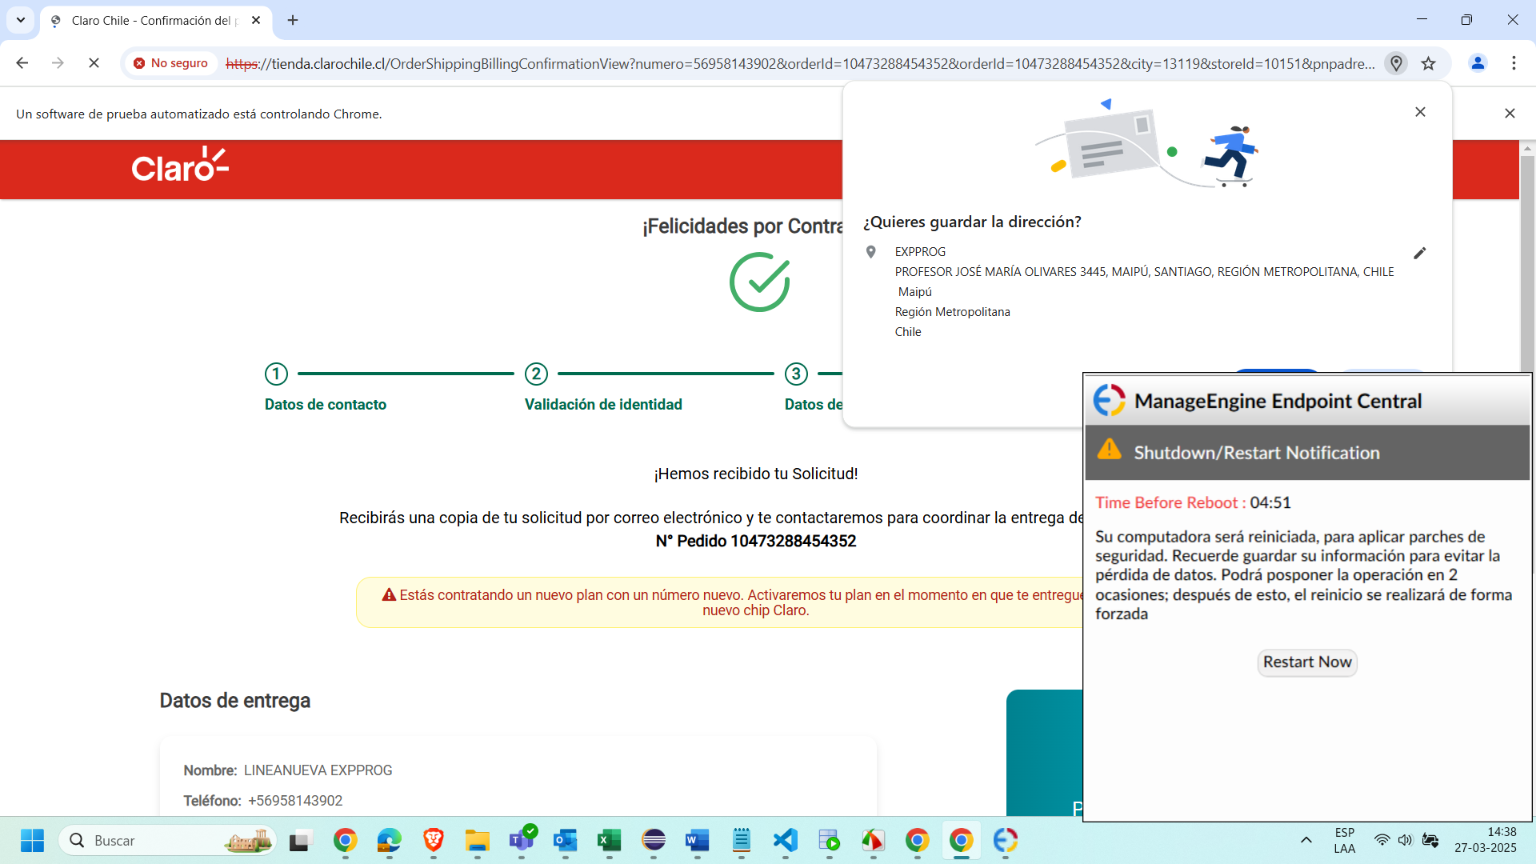 Claro Chile - Confirmación del p
No seguro
https://tienda.clarochile.cl/OrderShippingBillingConfirmationView?numero=56958143902&orderId=10473288454352&orderId=10473288454352&city=13119&storeId=10151&pnpadre...
Un software de prueba automatizado está controlando Chrome.
Claro
¡Felicidades por Contra
¿Quieres guardar la dirección?
EXPPROG
PROFESOR JOSÉ MARÍA OLIVARES 3445, MAIPÚ, SANTIAGO, REGIÓN METROPOLITANA, CHILE
Maipú
Región Metropolitana
Chile
1 2 3
Datos de contacto Validación de identidad Datos de
¡Hemos recibido tu Solicitud!
Recibirás una copia de tu solicitud por correo electrónico y te contactaremos para coordinar la entrega de
N° Pedido 10473288454352
Estás contratando un nuevo plan con un número nuevo. Activaremos tu plan en el momento en que te entregue
nuevo chip Claro.
Datos de entrega
Nombre: LINEANUEVA EXPPROG
Teléfono: +56958143902
P
ManageEngine Endpoint Central
Shutdown/Restart Notification
Time Before Reboot : 04:51
Su computadora será reiniciada, para aplicar parches de
seguridad. Recuerde guardar su información para evitar la
pérdida de datos. Podrá posponer la operación en 2
ocasiones; después de esto, el reinicio se realizará de forma
forzada
Restart Now
Buscar
ESP
LAA
14:38
27-03-2025